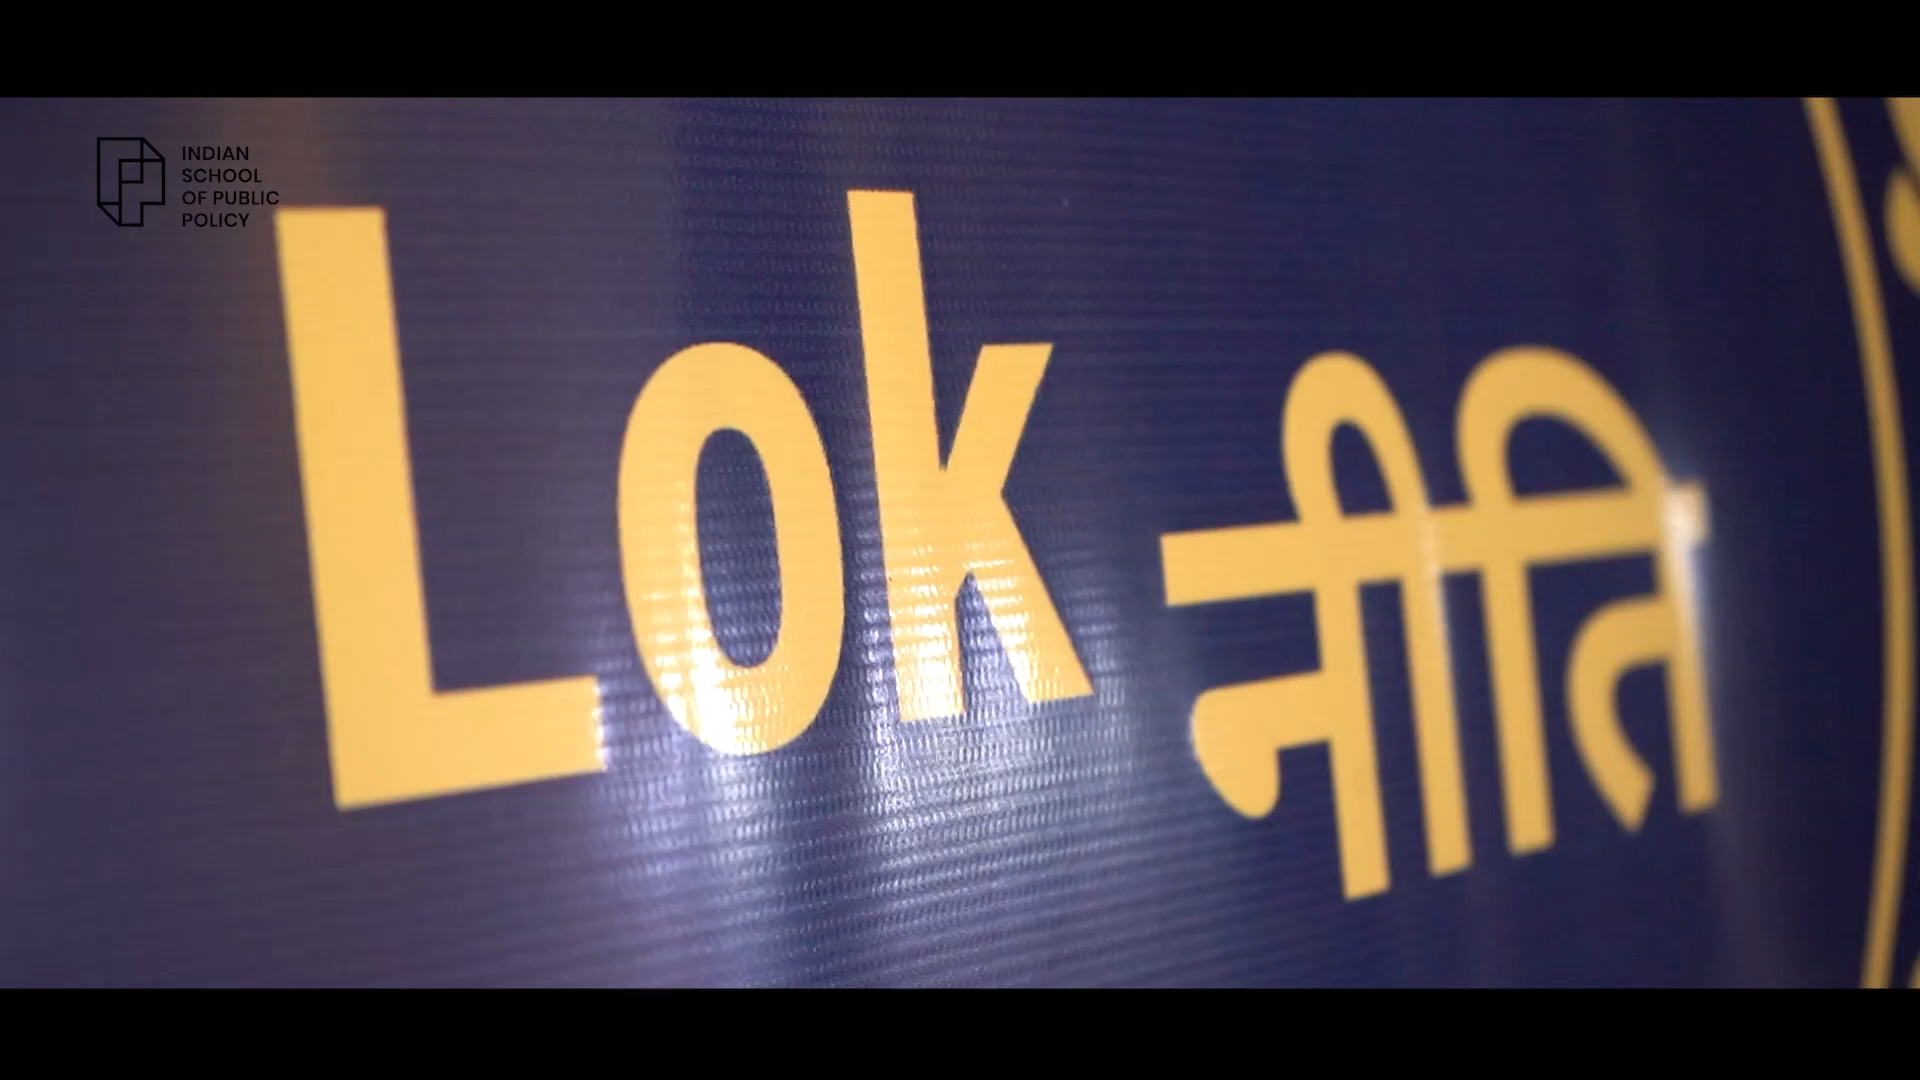 INDIAN
SCHOOL
OF PUBLIC
POLICY
Lok नीति